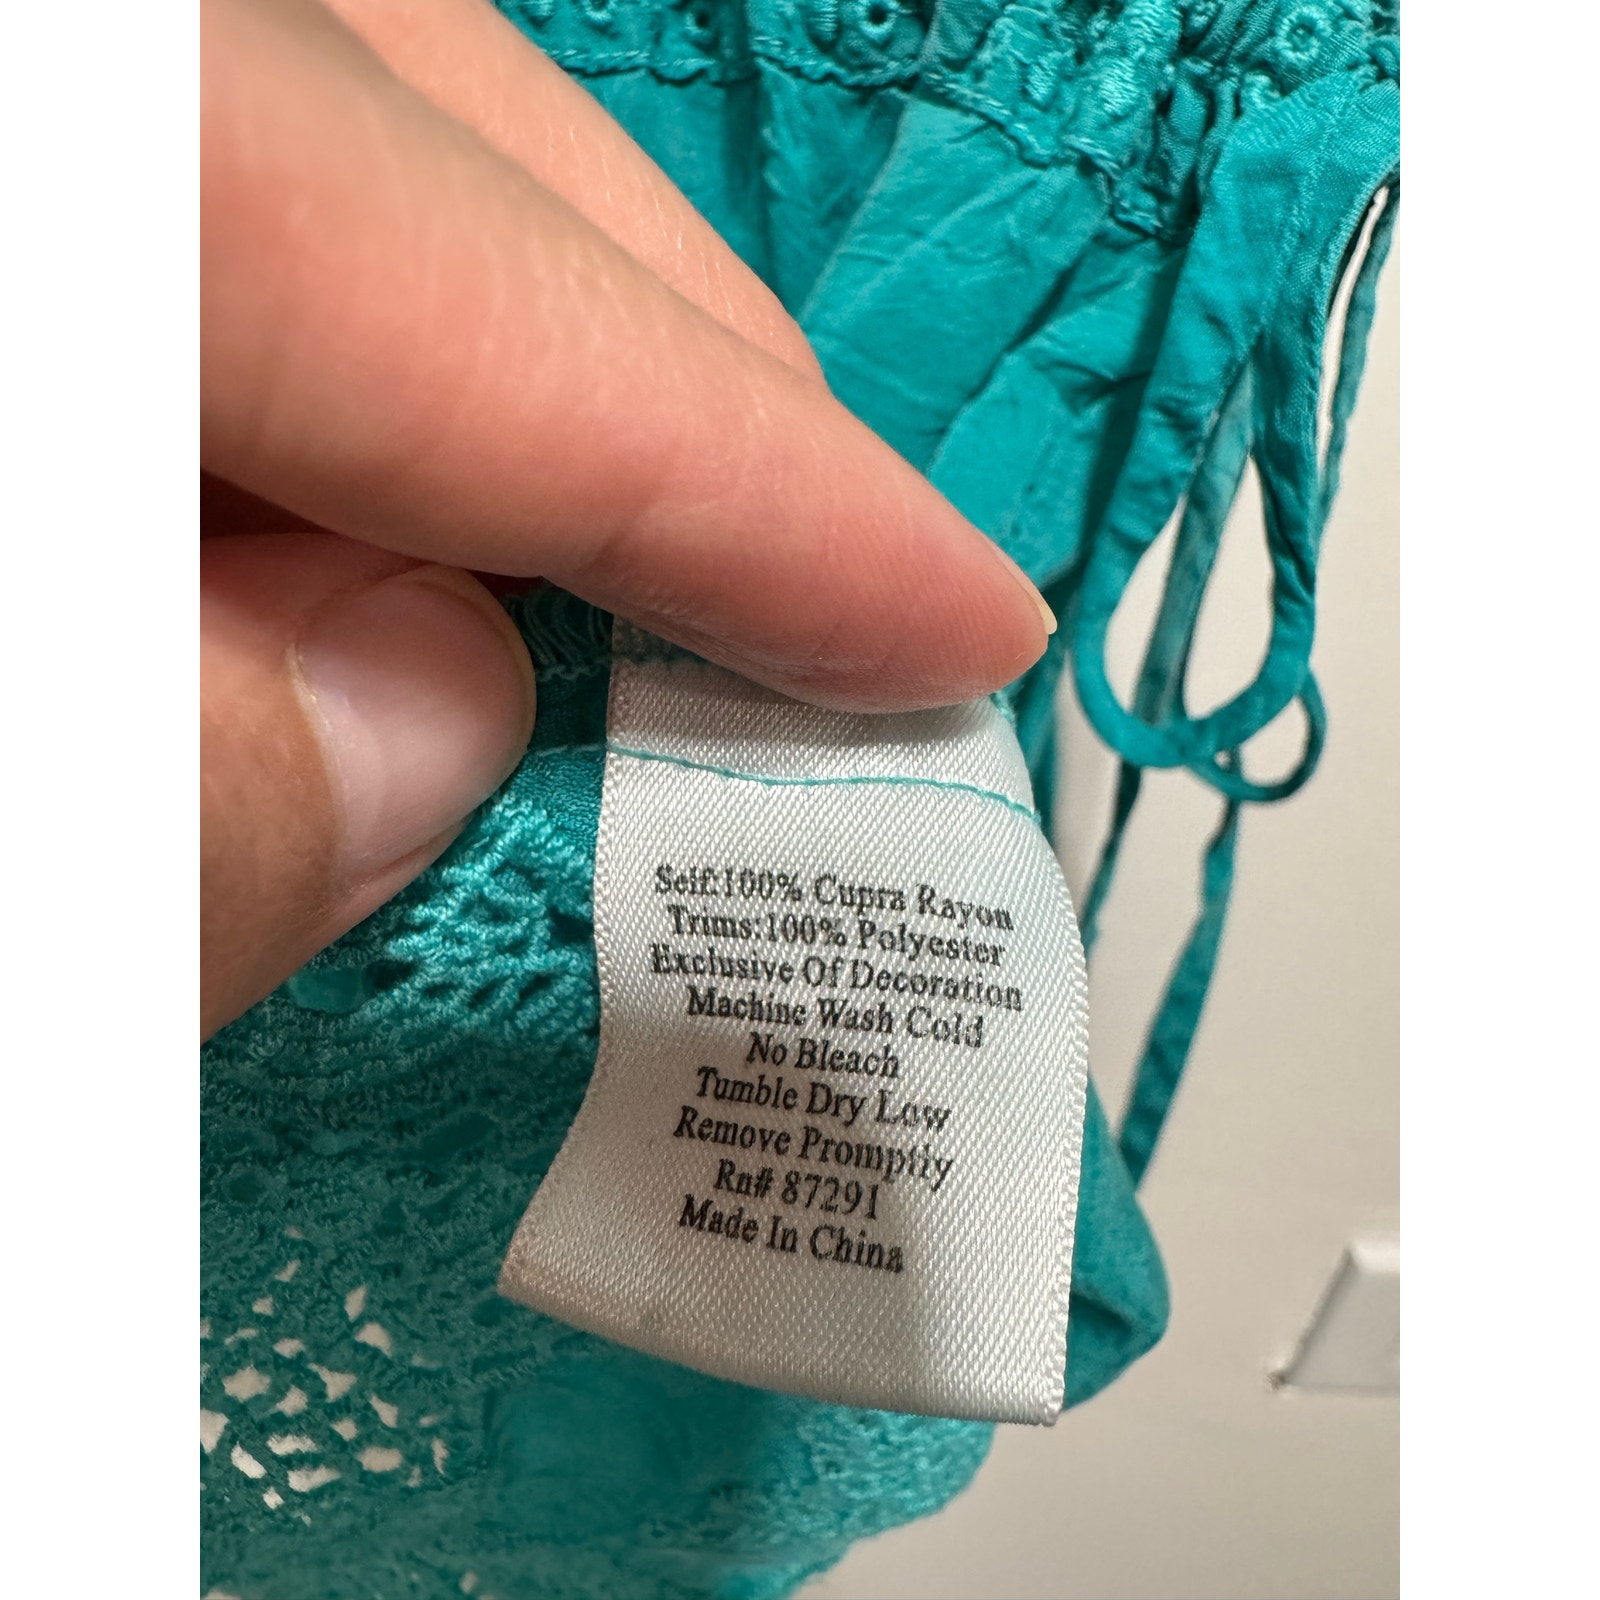 Self:100% Cupra Rayon
Trims:100% Polyester
Exclusive Of Decoration
Machine Wash Cold
No Bleach
Tumble Dry Low
Remove Promptly
Rn# 87291
Made In China